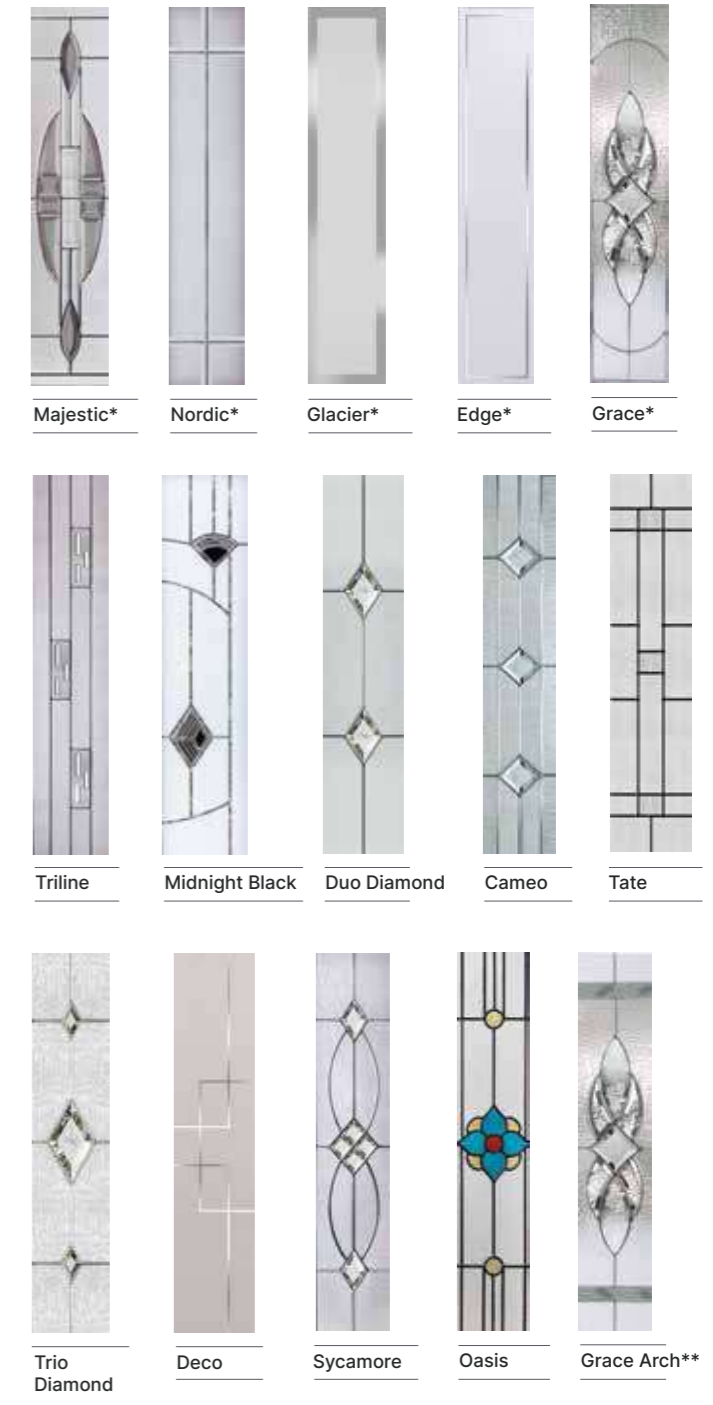 Majestic*
Nordic*
Glacier*
Edge*
Grace*
Triline
Midnight Black
Duo Diamond
Cameo
Tate
Trio
Diamond
Deco
Sycamore
Oasis
Grace Arch**